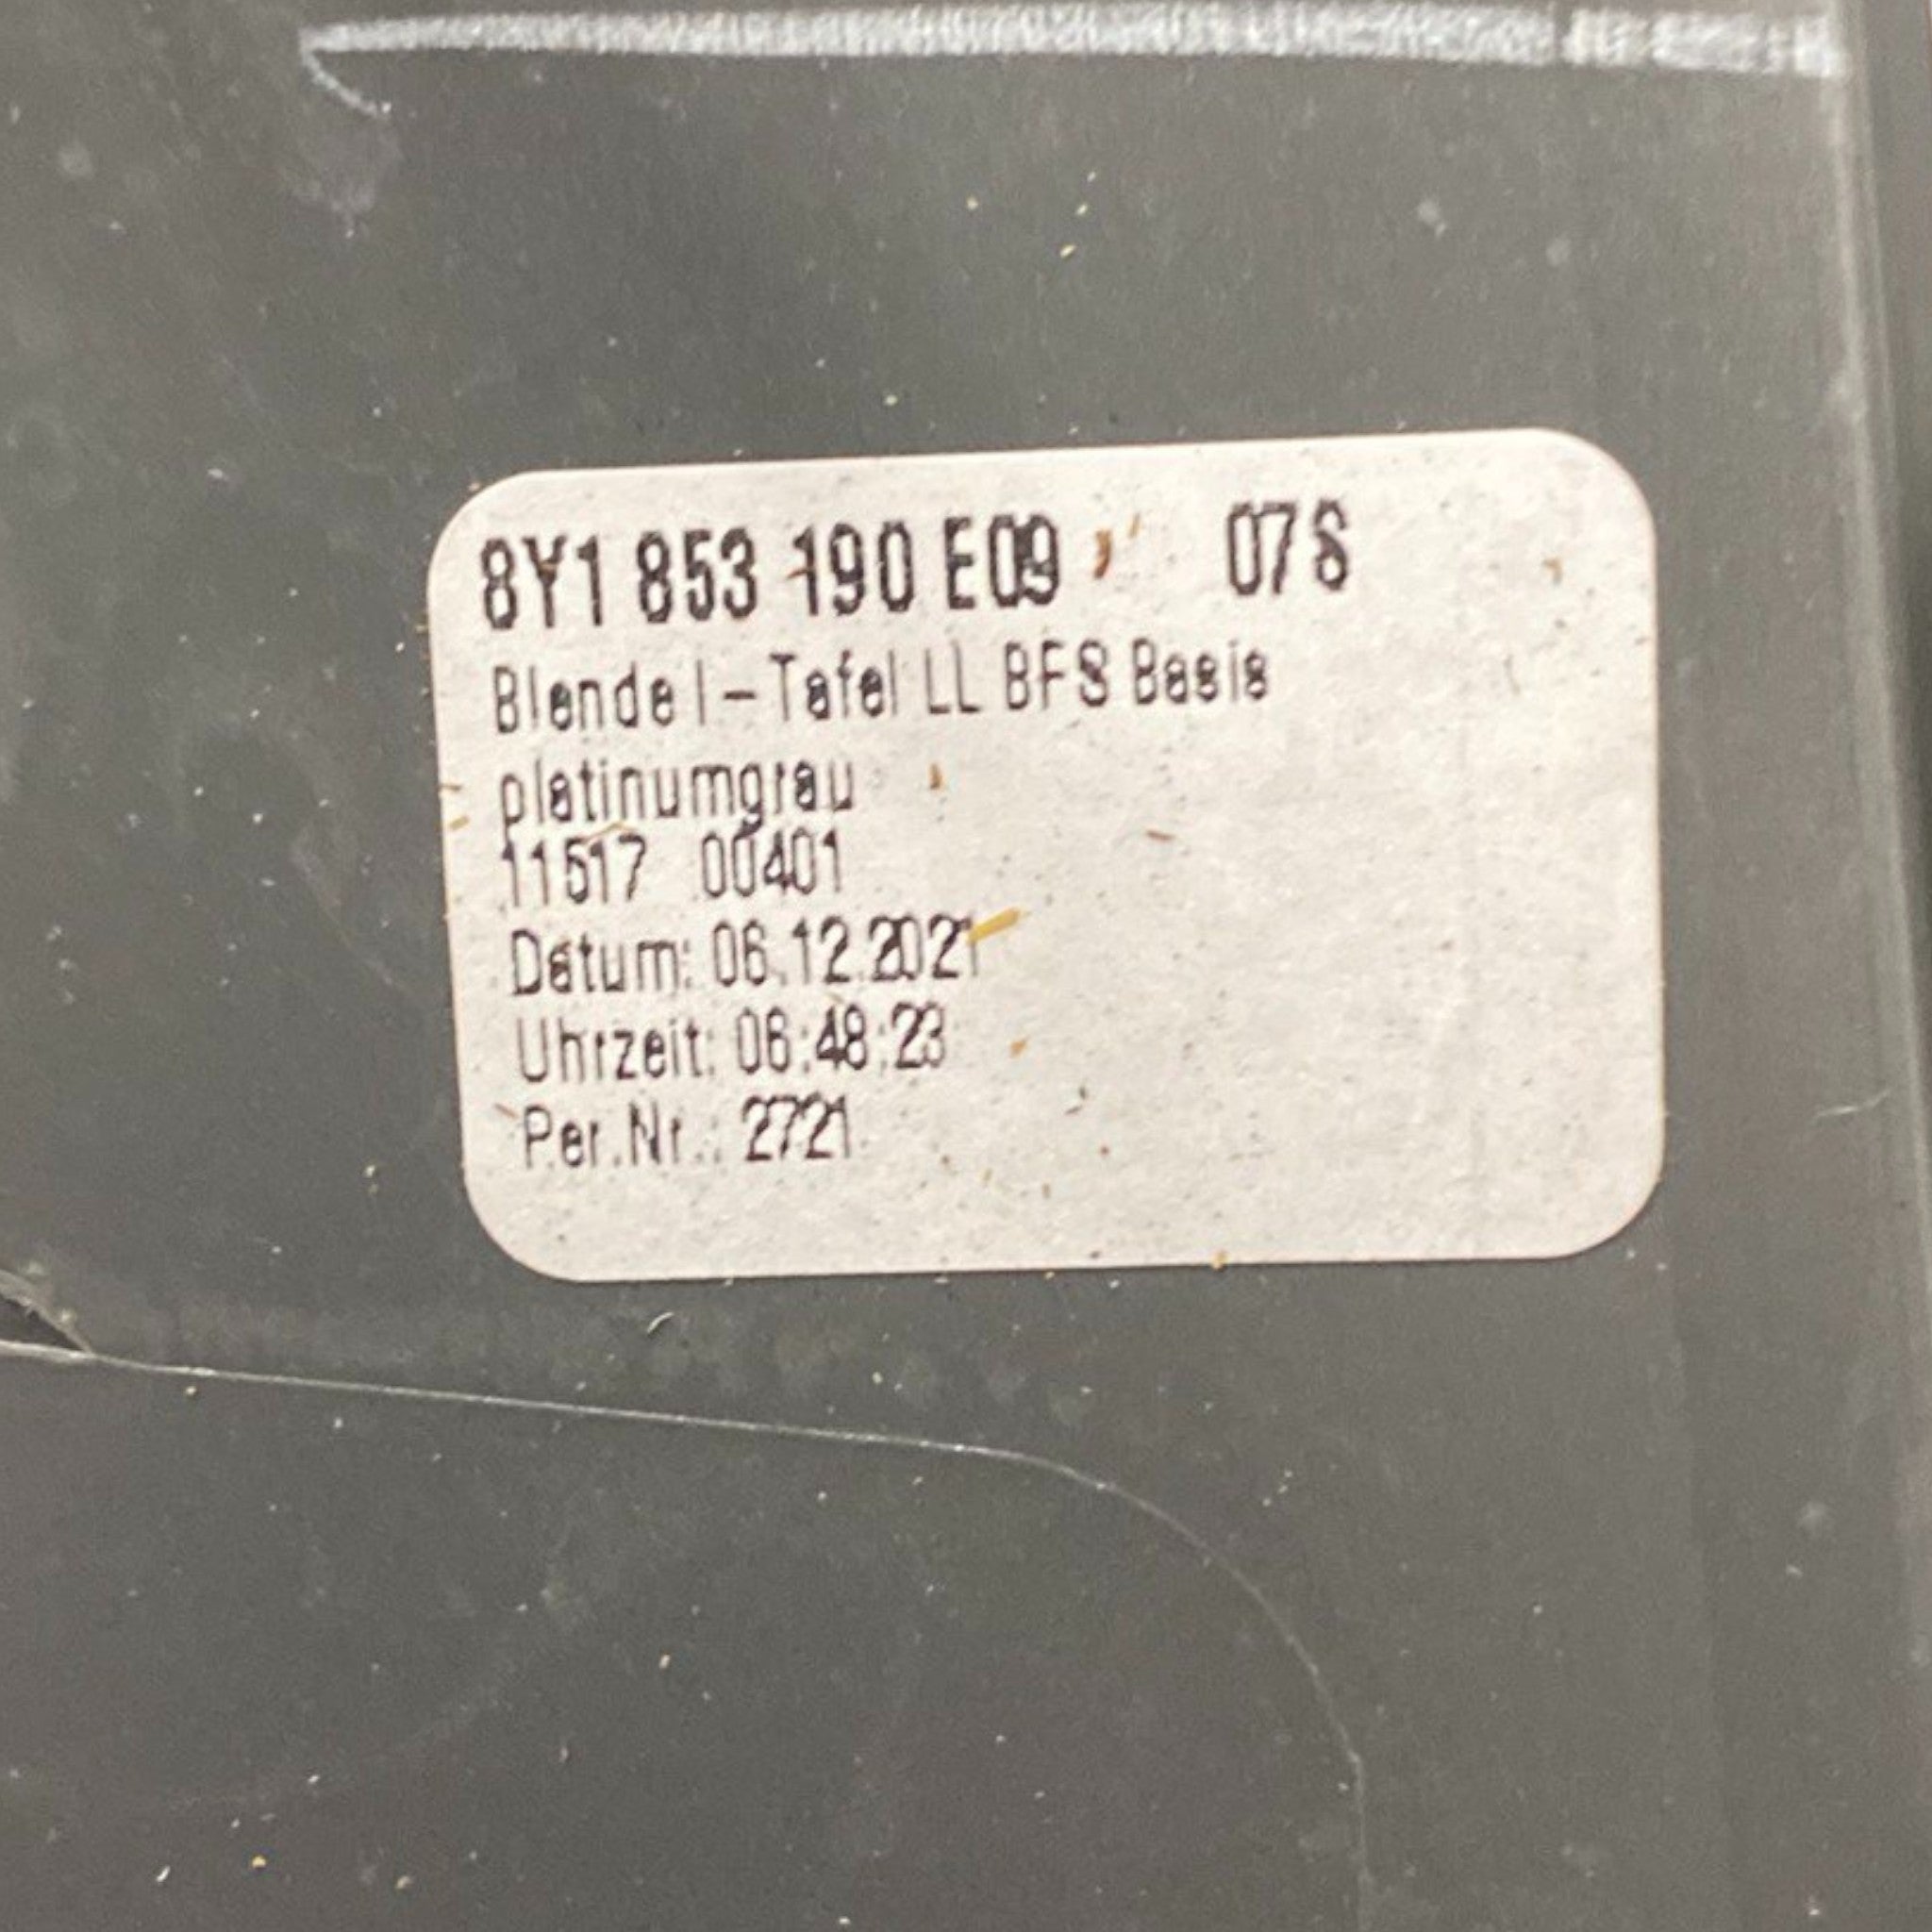 8Y1 853 190 E09 07S
Blende I-Tafel LL BFS Basis
platinumgrau
11517 00401
Datum: 06.12.2021
Uhrzeit: 06:48:23
Per.Nr.: 2721